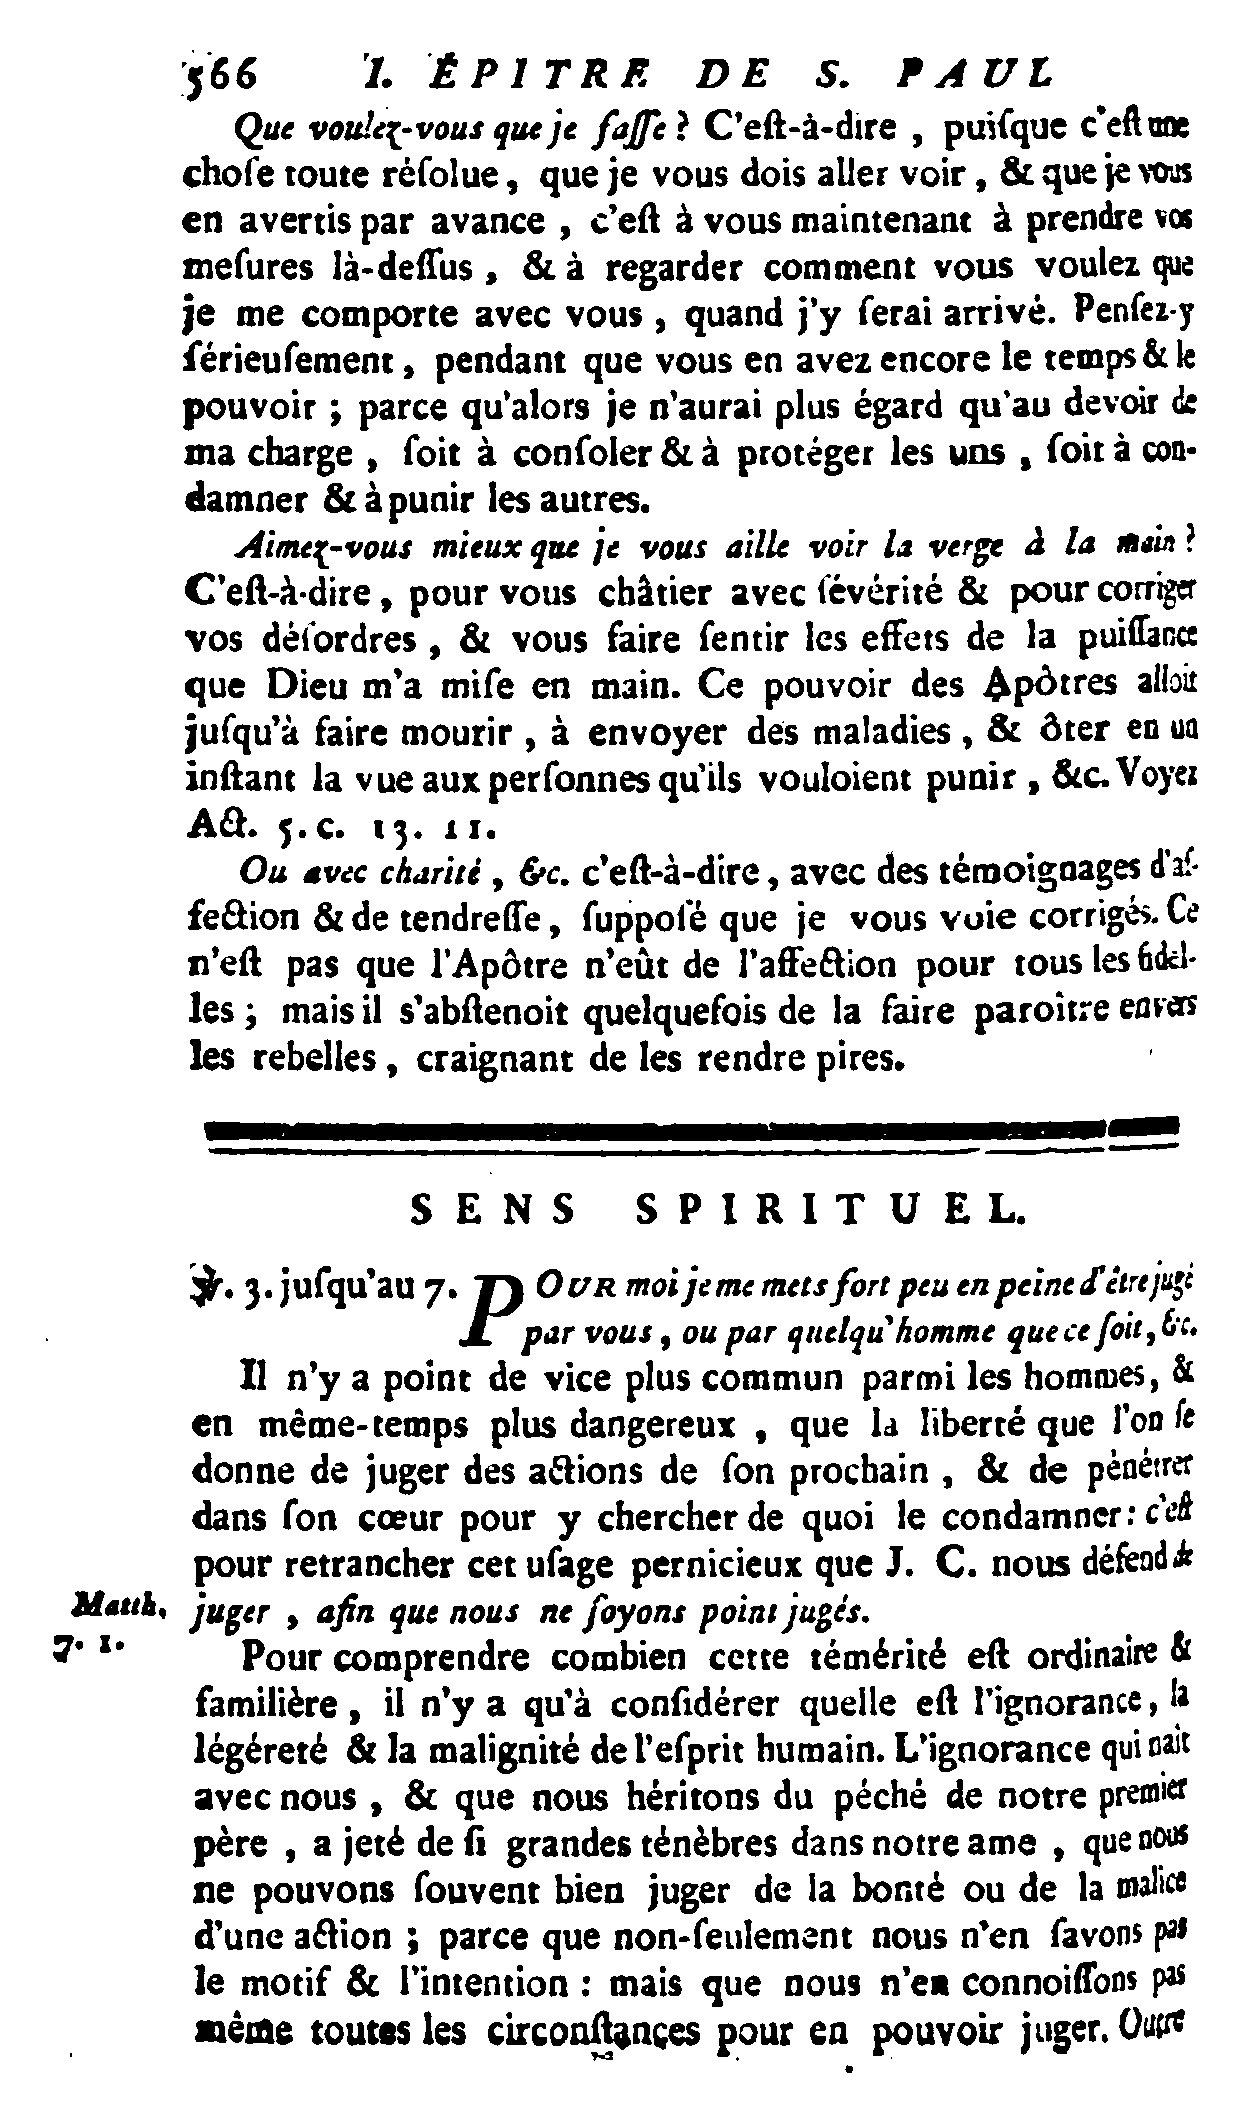 566 I. ÉPITRE DE S. PAUL
Que voulez-vous que je faſſe ? C'eſt-à-dire , puiſque c'eſt une
choſe toute réſolue, que je vous dois aller voir, & que je vous
en avertis par avance , c'eſt à vous maintenant à prendre vos
meſures là-deſſus , & à regarder comment vous voulez que
je me comporte avec vous , quand j'y ſerai arrivé. Penſez-y
ſérieuſement, pendant que vous en avez encore le temps & le
pouvoir ; parce qu'alors je n'aurai plus égard qu'au devoir de
ma charge , ſoit à conſoler & à protéger les uns , ſoit à con-
damner & à punir les autres.
Aimez-vous mieux que je vous aille voir la verge à la main ?
C'eſt-à-dire, pour vous châtier avec ſévérité & pour corriger
vos déſordres , & vous faire ſentir les effets de la puiſſance
que Dieu m'a miſe en main. Ce pouvoir des Apôtres alloit
juſqu'à faire mourir , à envoyer des maladies, & ôter en un
inſtant la vue aux perſonnes qu'ils vouloient punir , &c. Voyez
Act. 5. c. 13. 11.
Ou avec charité , &c. c'eſt-à-dire, avec des témoignages d'aſ-
fection & de tendreſſe, ſuppoſé que je vous voie corrigés. Ce
n'eſt pas que l'Apôtre n'eût de l'affection pour tous les fidèl-
les ; mais il s'abſtenoit quelquefois de la faire paroître envers
les rebelles , craignant de les rendre pires.
SENS SPIRITUEL.
℣. 3. juſqu'au 7. POUR moi je me mets fort peu en peine d'être jugé
par vous , ou par quelqu'homme que ce ſoit, &c.
Il n'y a point de vice plus commun parmi les hommes, &
en même-temps plus dangereux , que la liberté que l'on ſe
donne de juger des actions de ſon prochain , & de pénétrer
dans ſon cœur pour y chercher de quoi le condamner : c'eſt
pour retrancher cet uſage pernicieux que J. C. nous défend de
Matth. juger , afin que nous ne ſoyons point jugés.
7. 1. Pour comprendre combien cette témérité eſt ordinaire &
familière , il n'y a qu'à conſidérer quelle eſt l'ignorance, la
légéreté & la malignité de l'eſprit humain. L'ignorance qui naît
avec nous , & que nous héritons du péché de notre premier
père , a jeté de ſi grandes ténèbres dans notre ame , que nous
ne pouvons ſouvent bien juger de la bonté ou de la malice
d'une action ; parce que non-ſeulement nous n'en ſavons pas
le motif & l'intention : mais que nous n'en connoiſſons pas
même toutes les circonſtances pour en pouvoir juger. Outre